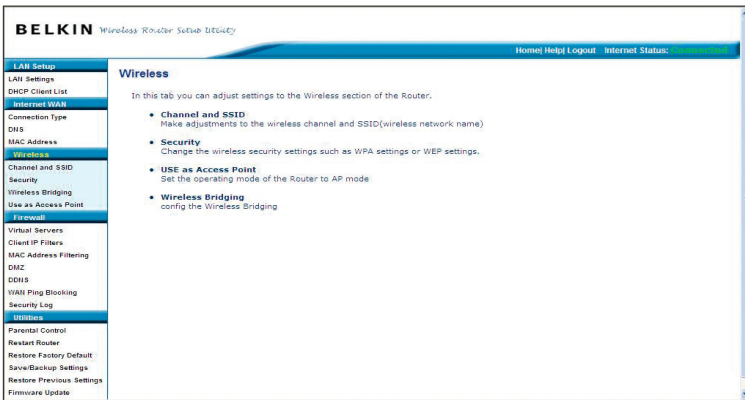 BELKIN Wireless Router Setup Utility
Home| Help| Logout Internet Status: Connected
LAN Setup
LAN Settings
DHCP Client List
Internet WAN
Connection Type
DNS
MAC Address
Wireless
Channel and SSID
Security
Wireless Bridging
Use as Access Point
Firewall
Virtual Servers
Client IP Filters
MAC Address Filtering
DMZ
DDNS
WAN Ping Blocking
Security Log
Utilities
Parental Control
Restart Router
Restore Factory Default
Save/Backup Settings
Restore Previous Settings
Firmware Update
Wireless
In this tab you can adjust settings to the Wireless section of the Router.
• Channel and SSID
Make adjustments to the wireless channel and SSID(wireless network name)
• Security
Change the wireless security settings such as WPA settings or WEP settings.
• USE as Access Point
Set the operating mode of the Router to AP mode
• Wireless Bridging
config the Wireless Bridging